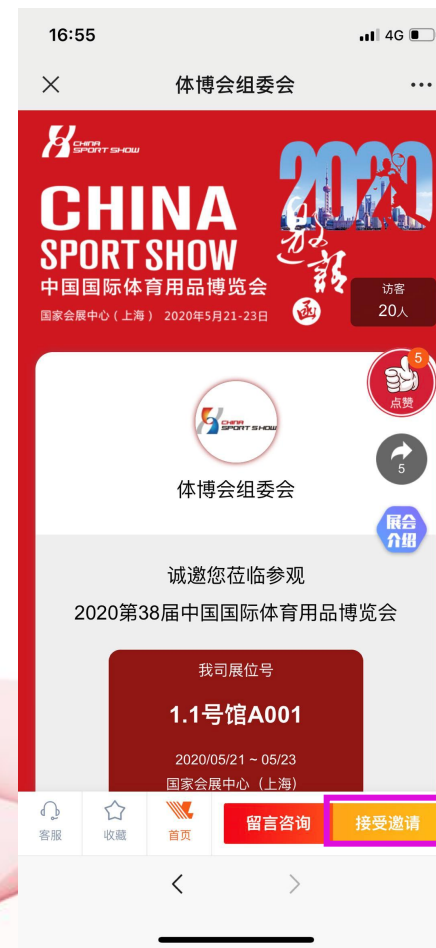 16:55
4G
体博会组委会
CHINA
SPORT SHOW
2020
CHINA
SPORT SHOW
邀请函
中国国际体育用品博览会
国家会展中心(上海) 2020年5月21-23日
访客
20人
5
点赞
CHINA
SPORT SHOW
5
体博会组委会
展会
介绍
诚邀您莅临参观
2020第38届中国国际体育用品博览会
我司展位号
1.1号馆A001
2020/05/21 ~ 05/23
国家会展中心(上海)
客服
收藏
首页
留言咨询
接受邀请